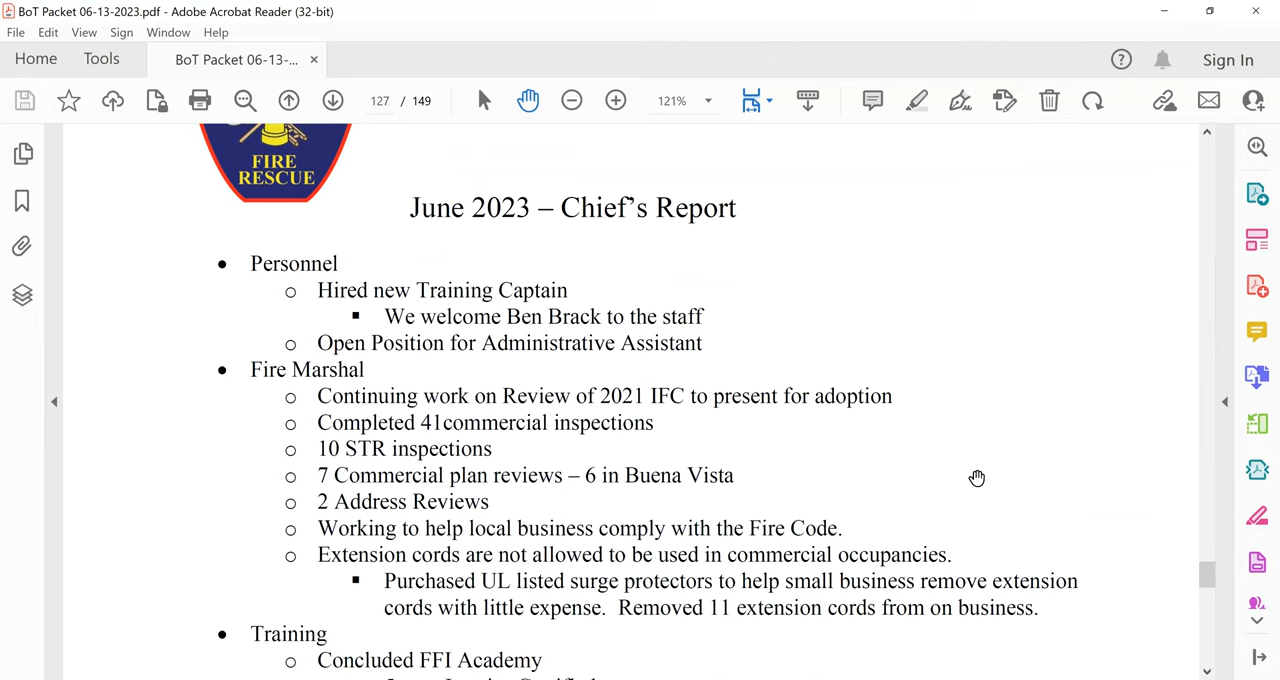 BoT Packet 06-13-2023.pdf - Adobe Acrobat Reader (32-bit)
File Edit View Sign Window Help
Home Tools BoT Packet 06-13-... × Sign In
127 / 149 121%
FIRE
RESCUE
June 2023 – Chief's Report
• Personnel
o Hired new Training Captain
▪ We welcome Ben Brack to the staff
o Open Position for Administrative Assistant
• Fire Marshal
o Continuing work on Review of 2021 IFC to present for adoption
o Completed 41commercial inspections
o 10 STR inspections
o 7 Commercial plan reviews – 6 in Buena Vista
o 2 Address Reviews
o Working to help local business comply with the Fire Code.
o Extension cords are not allowed to be used in commercial occupancies.
▪ Purchased UL listed surge protectors to help small business remove extension
cords with little expense.  Removed 11 extension cords from on business.
• Training
o Concluded FFI Academy